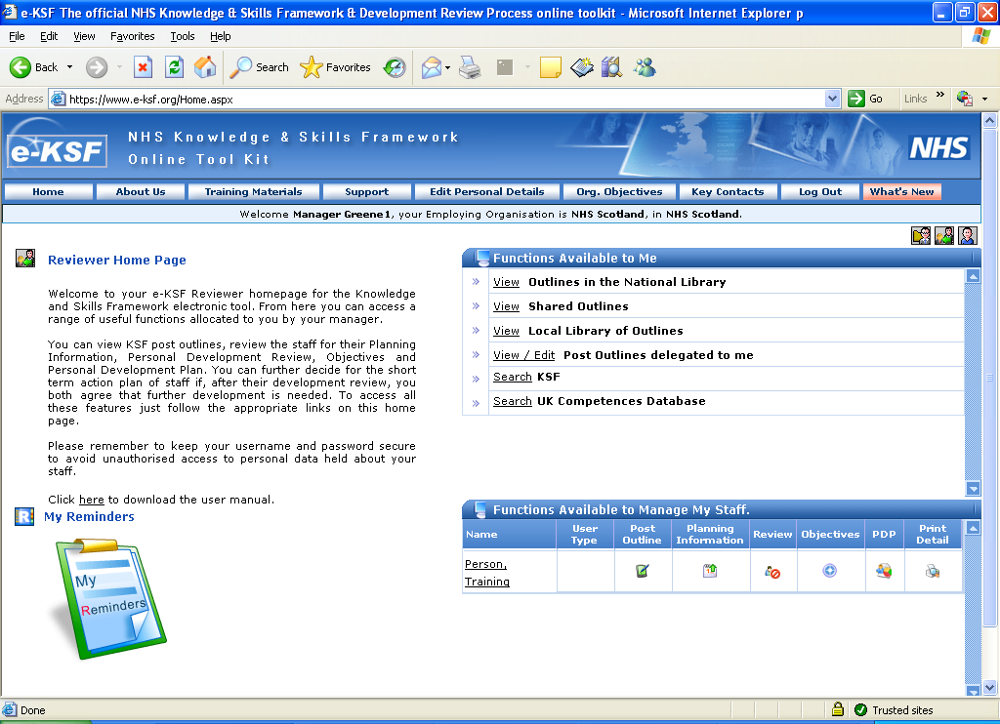 e-KSF The official NHS Knowledge & Skills Framework & Development Review Process online toolkit - Microsoft Internet Explorer p
File Edit View Favorites Tools Help
Back Search Favorites
Address https://www.e-ksf.org/Home.aspx Go Links »
e-KSF
NHS Knowledge & Skills Framework
Online Tool Kit
NHS
Home About Us Training Materials Support Edit Personal Details Org. Objectives Key Contacts Log Out What's New
Welcome Manager Greene1, your Employing Organisation is NHS Scotland, in NHS Scotland.
Reviewer Home Page
Welcome to your e-KSF Reviewer homepage for the Knowledge
and Skills Framework electronic tool. From here you can access a
range of useful functions allocated to you by your manager.
You can view KSF post outlines, review the staff for their Planning
Information, Personal Development Review, Objectives and
Personal Development Plan. You can further decide for the short
term action plan of staff if, after their development review, you
both agree that further development is needed. To access all
these features just follow the appropriate links on this home
page.
Please remember to keep your username and password secure
to avoid unauthorised access to personal data held about your
staff.
Click here to download the user manual.
R My Reminders
My
Reminders
Functions Available to Me
» View Outlines in the National Library
» View Shared Outlines
» View Local Library of Outlines
» View / Edit Post Outlines delegated to me
» Search KSF
» Search UK Competences Database
Functions Available to Manage My Staff.
Name User Type Post Outline Planning Information Review Objectives PDP Print Detail
Person,
Training
Done Trusted sites